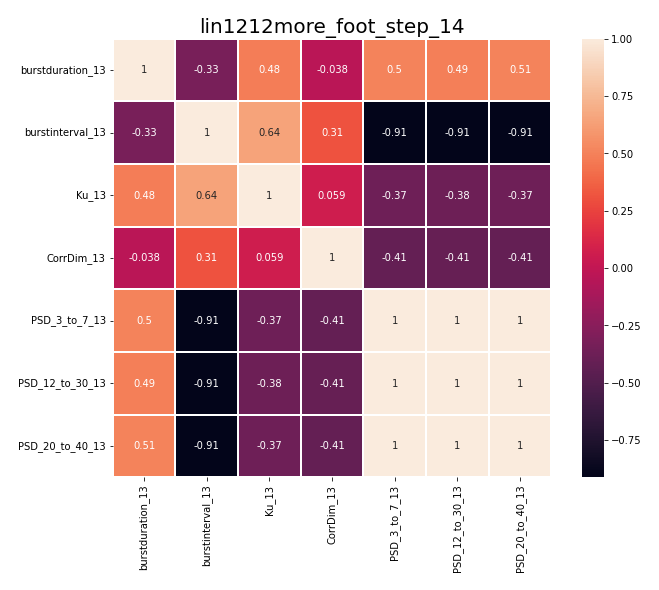 lin1212more_foot_step_14
burstduration_13 1 -0.33 0.48 -0.038 0.5 0.49 0.51
burstinterval_13 -0.33 1 0.64 0.31 -0.91 -0.91 -0.91
Ku_13 0.48 0.64 1 0.059 -0.37 -0.38 -0.37
CorrDim_13 -0.038 0.31 0.059 1 -0.41 -0.41 -0.41
PSD_3_to_7_13 0.5 -0.91 -0.37 -0.41 1 1 1
PSD_12_to_30_13 0.49 -0.91 -0.38 -0.41 1 1 1
PSD_20_to_40_13 0.51 -0.91 -0.37 -0.41 1 1 1
burstduration_13
burstinterval_13
Ku_13
CorrDim_13
PSD_3_to_7_13
PSD_12_to_30_13
PSD_20_to_40_13
1.00
0.75
0.50
0.25
0.00
−0.25
−0.50
−0.75